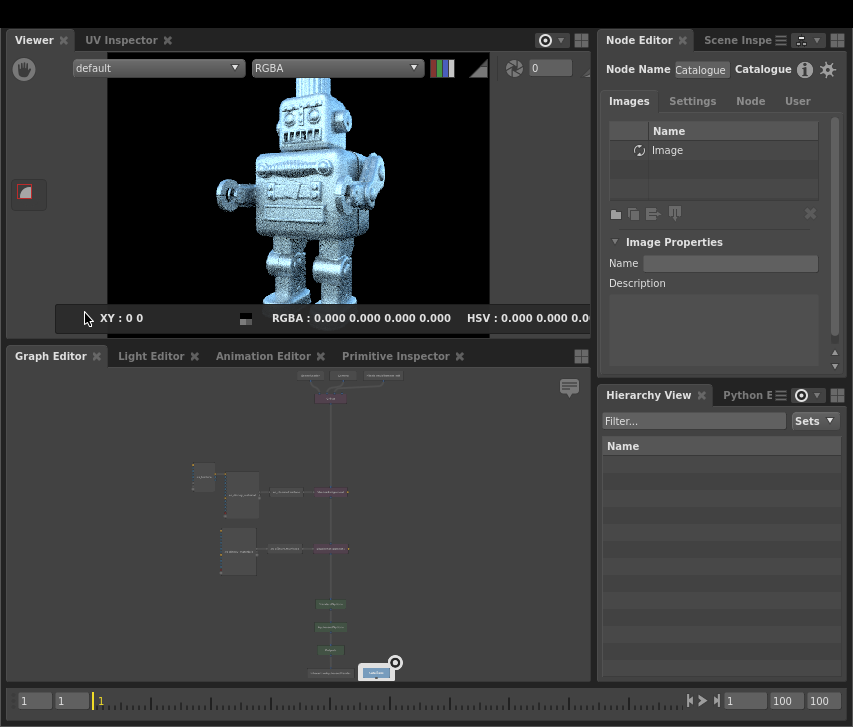 Viewer
UV Inspector
default
RGBA
0
XY : 0 0
RGBA : 0.000 0.000 0.000 0.000
HSV : 0.000 0.000 0.0
Node Editor
Scene Inspe
Node Name
Catalogue
Catalogue
Images
Settings
Node
User
Name
Image
Image Properties
Name
Description
Graph Editor
Light Editor
Animation Editor
Primitive Inspector
Hierarchy View
Python E
Filter...
Sets
Name
1
1
1
1
100
100